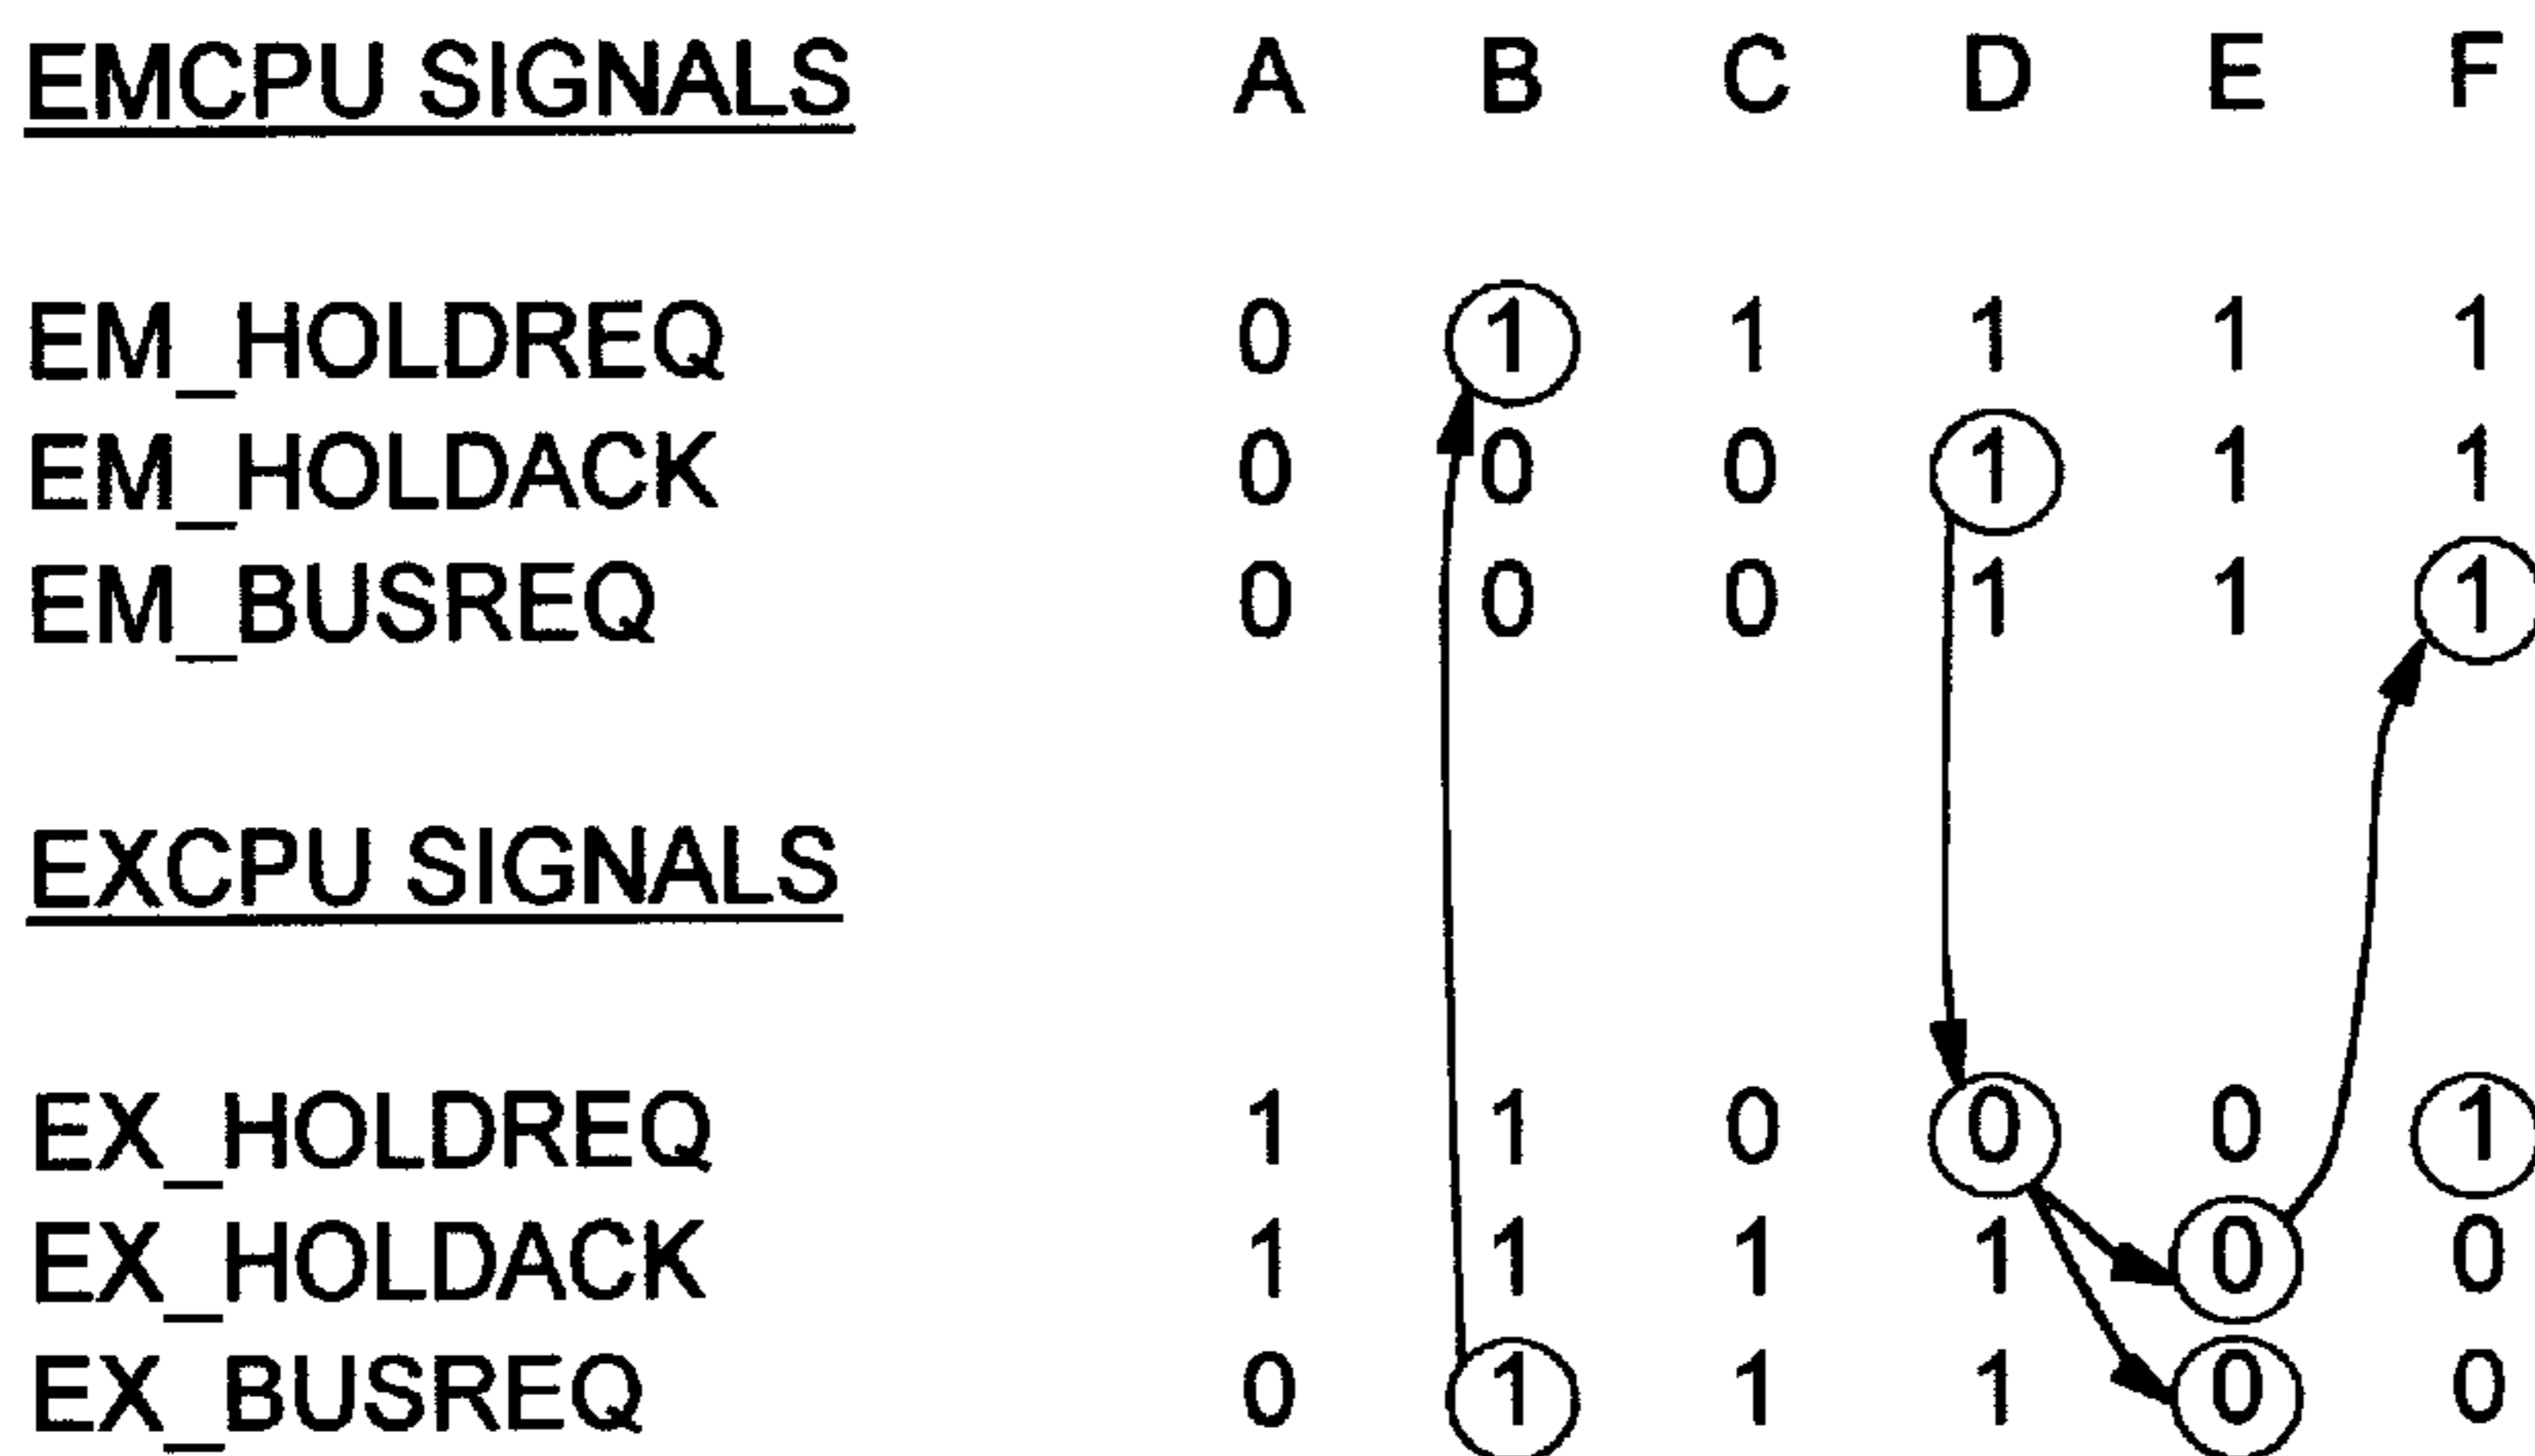 EMCPU SIGNALS A B C D E F
EM_HOLDREQ 0 1 1 1 1 1
EM_HOLDACK 0 0 0 1 1 1
EM_BUSREQ 0 0 0 1 1 1
EXCPU SIGNALS
EX_HOLDREQ 1 1 0 0 0 1
EX_HOLDACK 1 1 1 1 0 0
EX_BUSREQ 0 1 1 1 0 0